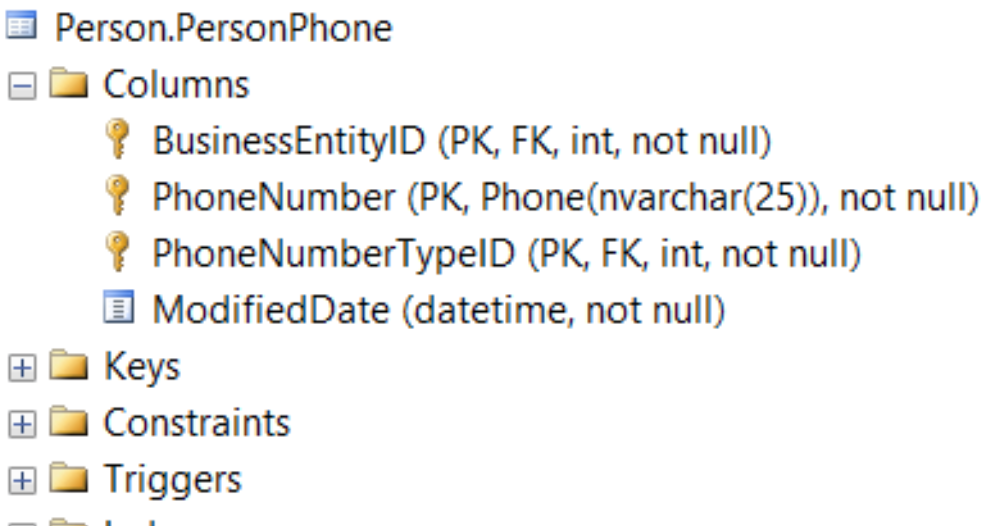 Person.PersonPhone
Columns
BusinessEntityID (PK, FK, int, not null)
PhoneNumber (PK, Phone(nvarchar(25)), not null)
PhoneNumberTypeID (PK, FK, int, not null)
ModifiedDate (datetime, not null)
Keys
Constraints
Triggers